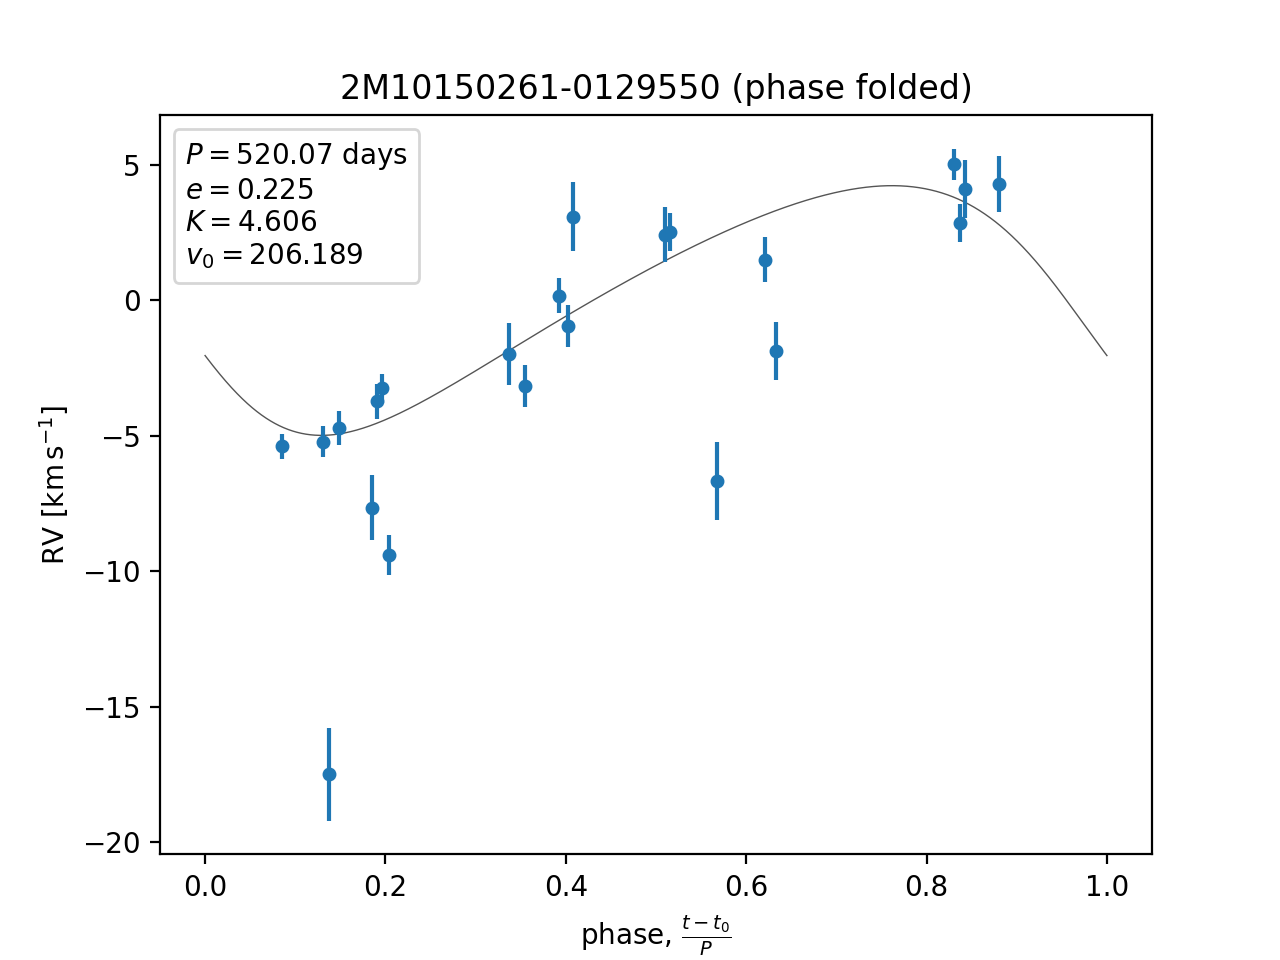 2M10150261-0129550 (phase folded)
P = 520.07 days
e = 0.225
K = 4.606
v₀ = 206.189
5
0
−5
−10
−15
−20
RV [km s⁻¹]
0.0 0.2 0.4 0.6 0.8 1.0
phase, (t − t₀)/P